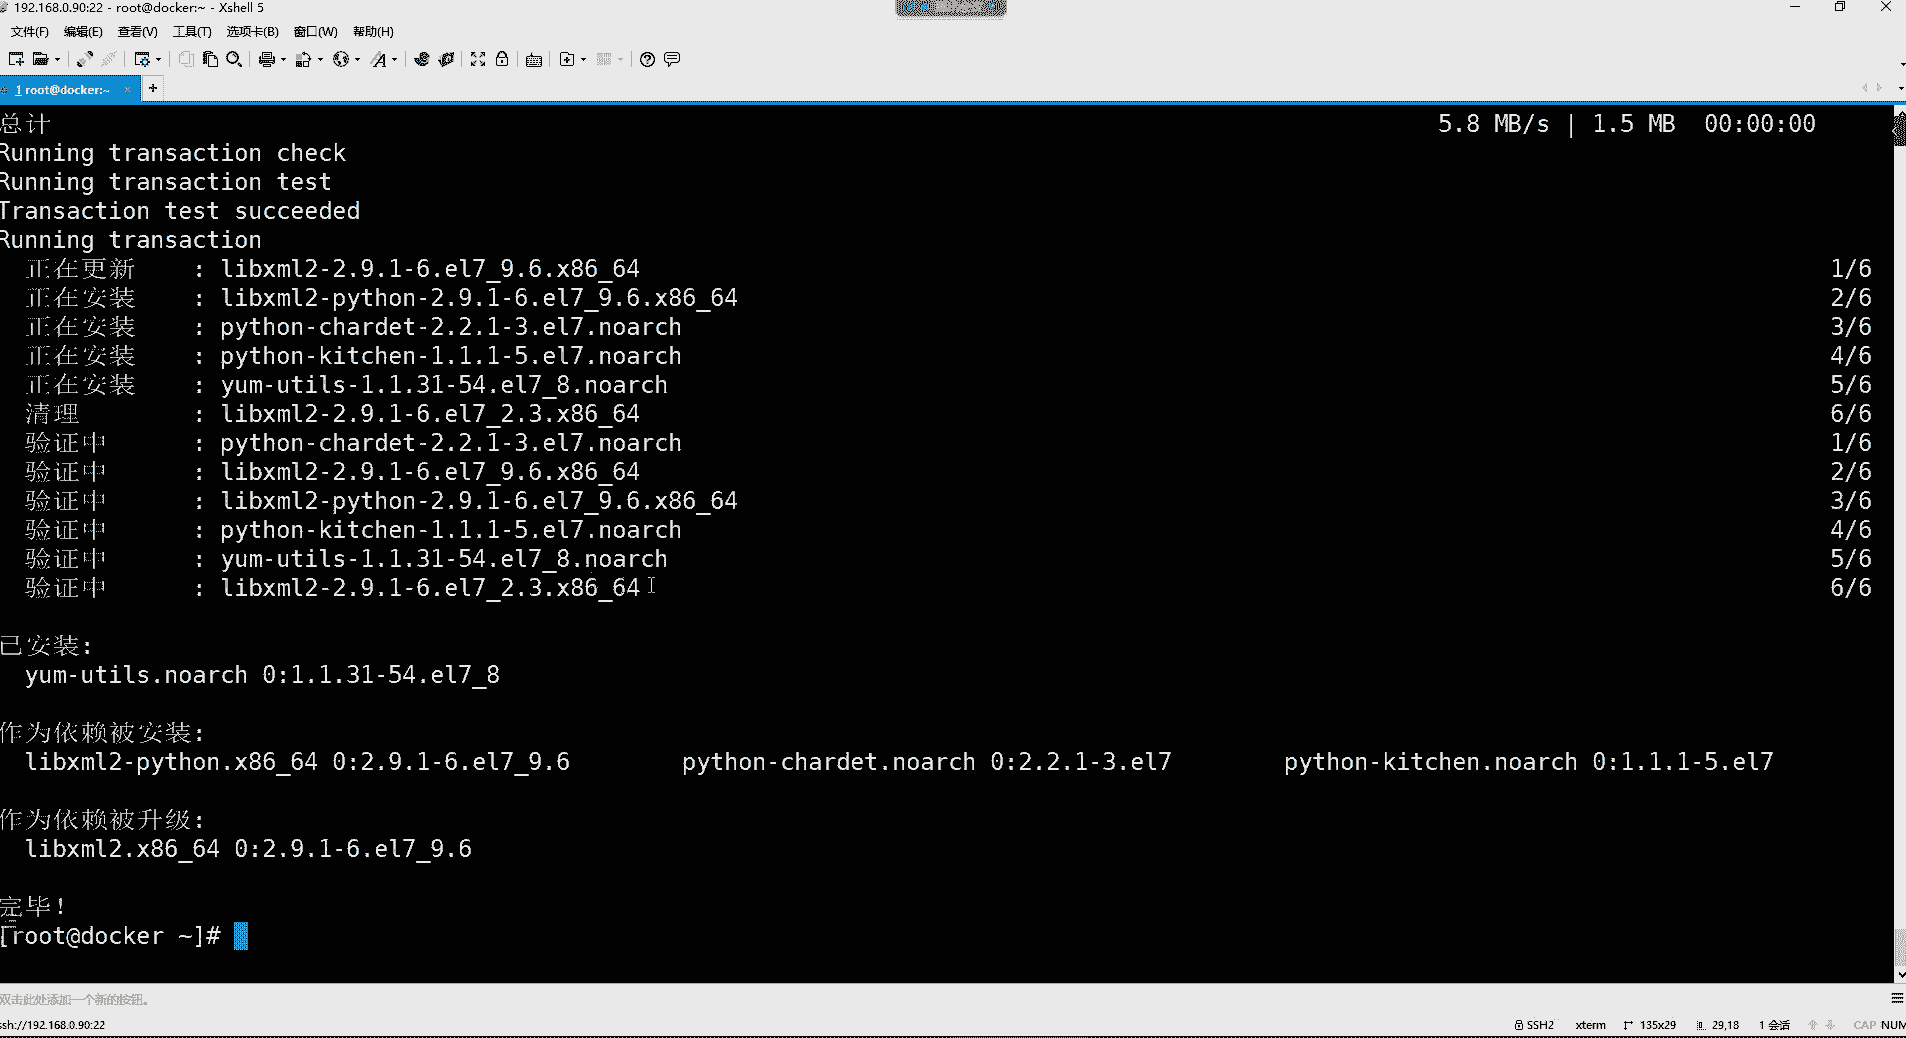 192.168.0.90:22 - root@docker:~ - Xshell 5
文件(F) 编辑(E) 查看(V) 工具(T) 选项卡(B) 窗口(W) 帮助(H)
1 root@docker:~ × +
总计 5.8 MB/s | 1.5 MB 00:00:00
Running transaction check
Running transaction test
Transaction test succeeded
Running transaction
正在更新 : libxml2-2.9.1-6.el7_9.6.x86_64 1/6
正在安装 : libxml2-python-2.9.1-6.el7_9.6.x86_64 2/6
正在安装 : python-chardet-2.2.1-3.el7.noarch 3/6
正在安装 : python-kitchen-1.1.1-5.el7.noarch 4/6
正在安装 : yum-utils-1.1.31-54.el7_8.noarch 5/6
清理 : libxml2-2.9.1-6.el7_2.3.x86_64 6/6
验证中 : python-chardet-2.2.1-3.el7.noarch 1/6
验证中 : libxml2-2.9.1-6.el7_9.6.x86_64 2/6
验证中 : libxml2-python-2.9.1-6.el7_9.6.x86_64 3/6
验证中 : python-kitchen-1.1.1-5.el7.noarch 4/6
验证中 : yum-utils-1.1.31-54.el7_8.noarch 5/6
验证中 : libxml2-2.9.1-6.el7_2.3.x86_64 6/6
已安装:
yum-utils.noarch 0:1.1.31-54.el7_8
作为依赖被安装:
libxml2-python.x86_64 0:2.9.1-6.el7_9.6 python-chardet.noarch 0:2.2.1-3.el7 python-kitchen.noarch 0:1.1.1-5.el7
作为依赖被升级:
libxml2.x86_64 0:2.9.1-6.el7_9.6
完毕!
[root@docker ~]#
双击此处添加一个新的按钮。
ssh://192.168.0.90:22 SSH2 xterm 135x29 29,18 1 会话 CAP NUM